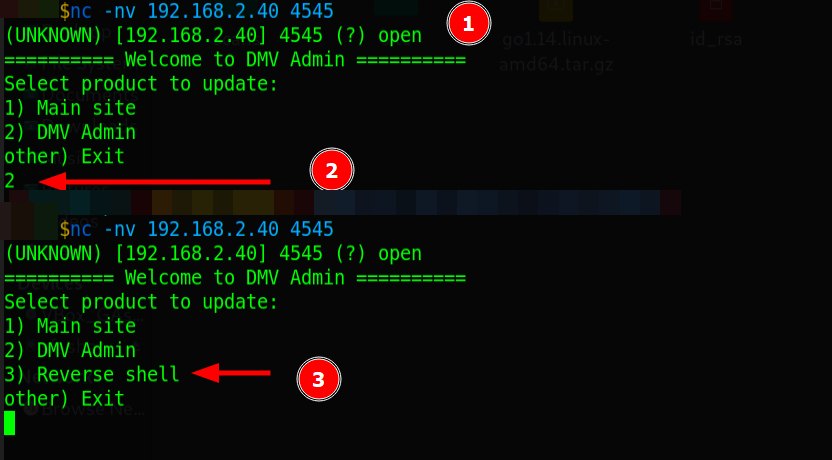 $nc -nv 192.168.2.40 4545
1
(UNKNOWN) [192.168.2.40] 4545 (?) open
go1.14.linux-
amd64.tar.gz
id_rsa
========== Welcome to DMV Admin ==========
Select product to update:
1) Main site
2) DMV Admin
other) Exit
2
2
$nc -nv 192.168.2.40 4545
(UNKNOWN) [192.168.2.40] 4545 (?) open
========== Welcome to DMV Admin ==========
Select product to update:
1) Main site
2) DMV Admin
3) Reverse shell
3
other) Exit
Browse Ne...